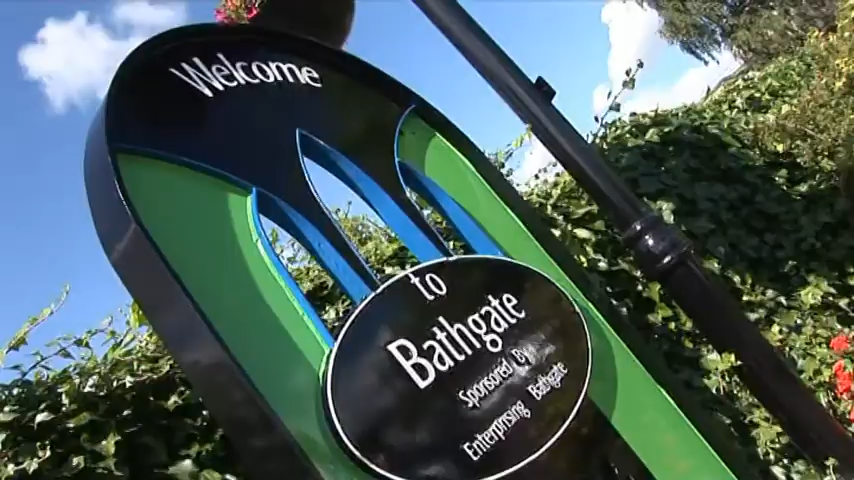 Welcome
to
Bathgate
Sponsored By
Enterprising Bathgate